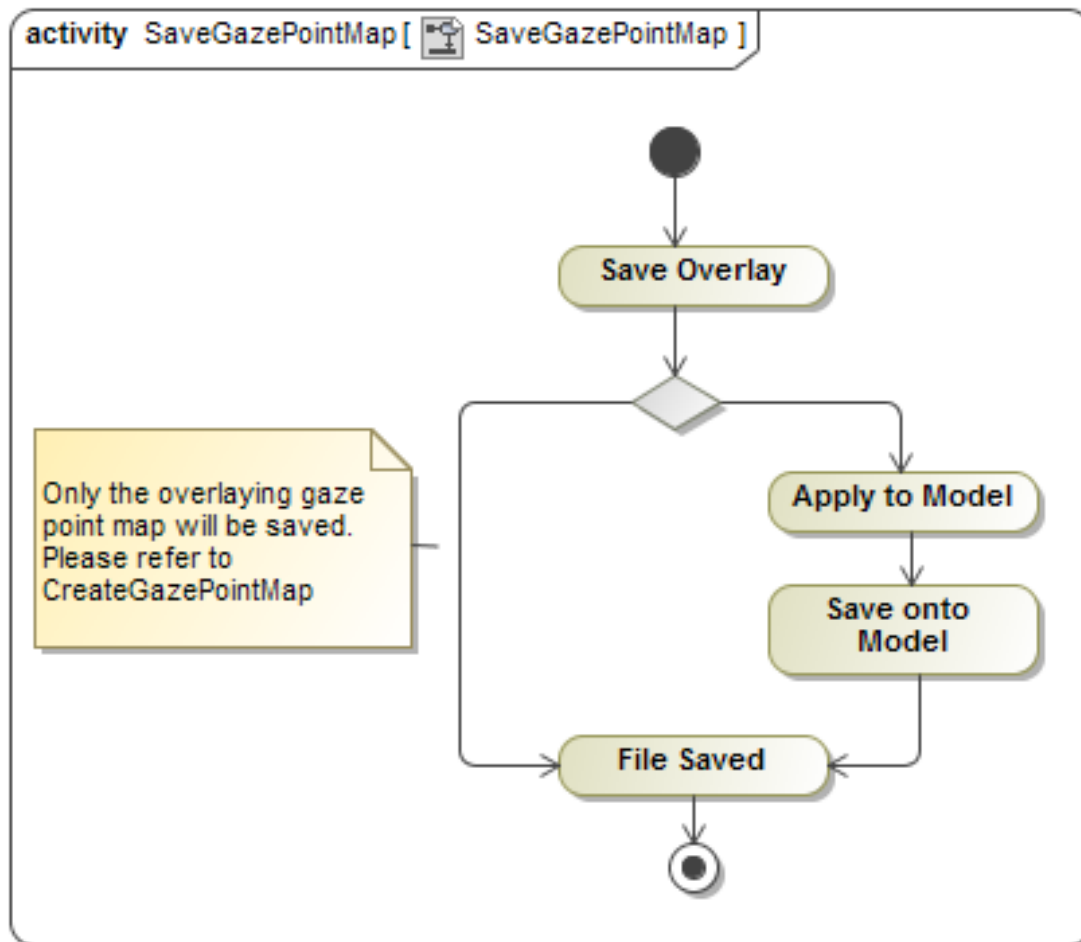 activity SaveGazePointMap [ SaveGazePointMap ]
Save Overlay
Only the overlaying gaze
point map will be saved.
Please refer to
CreateGazePointMap
Apply to Model
Save onto
Model
File Saved